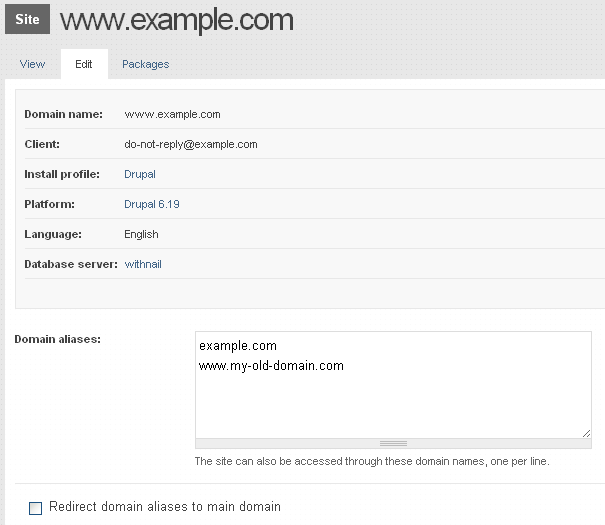 Site www.example.com
View Edit Packages
Domain name: www.example.com
Client: do-not-reply@example.com
Install profile: Drupal
Platform: Drupal 6.19
Language: English
Database server: withnail
Domain aliases:
example.com
www.my-old-domain.com
The site can also be accessed through these domain names, one per line.
Redirect domain aliases to main domain